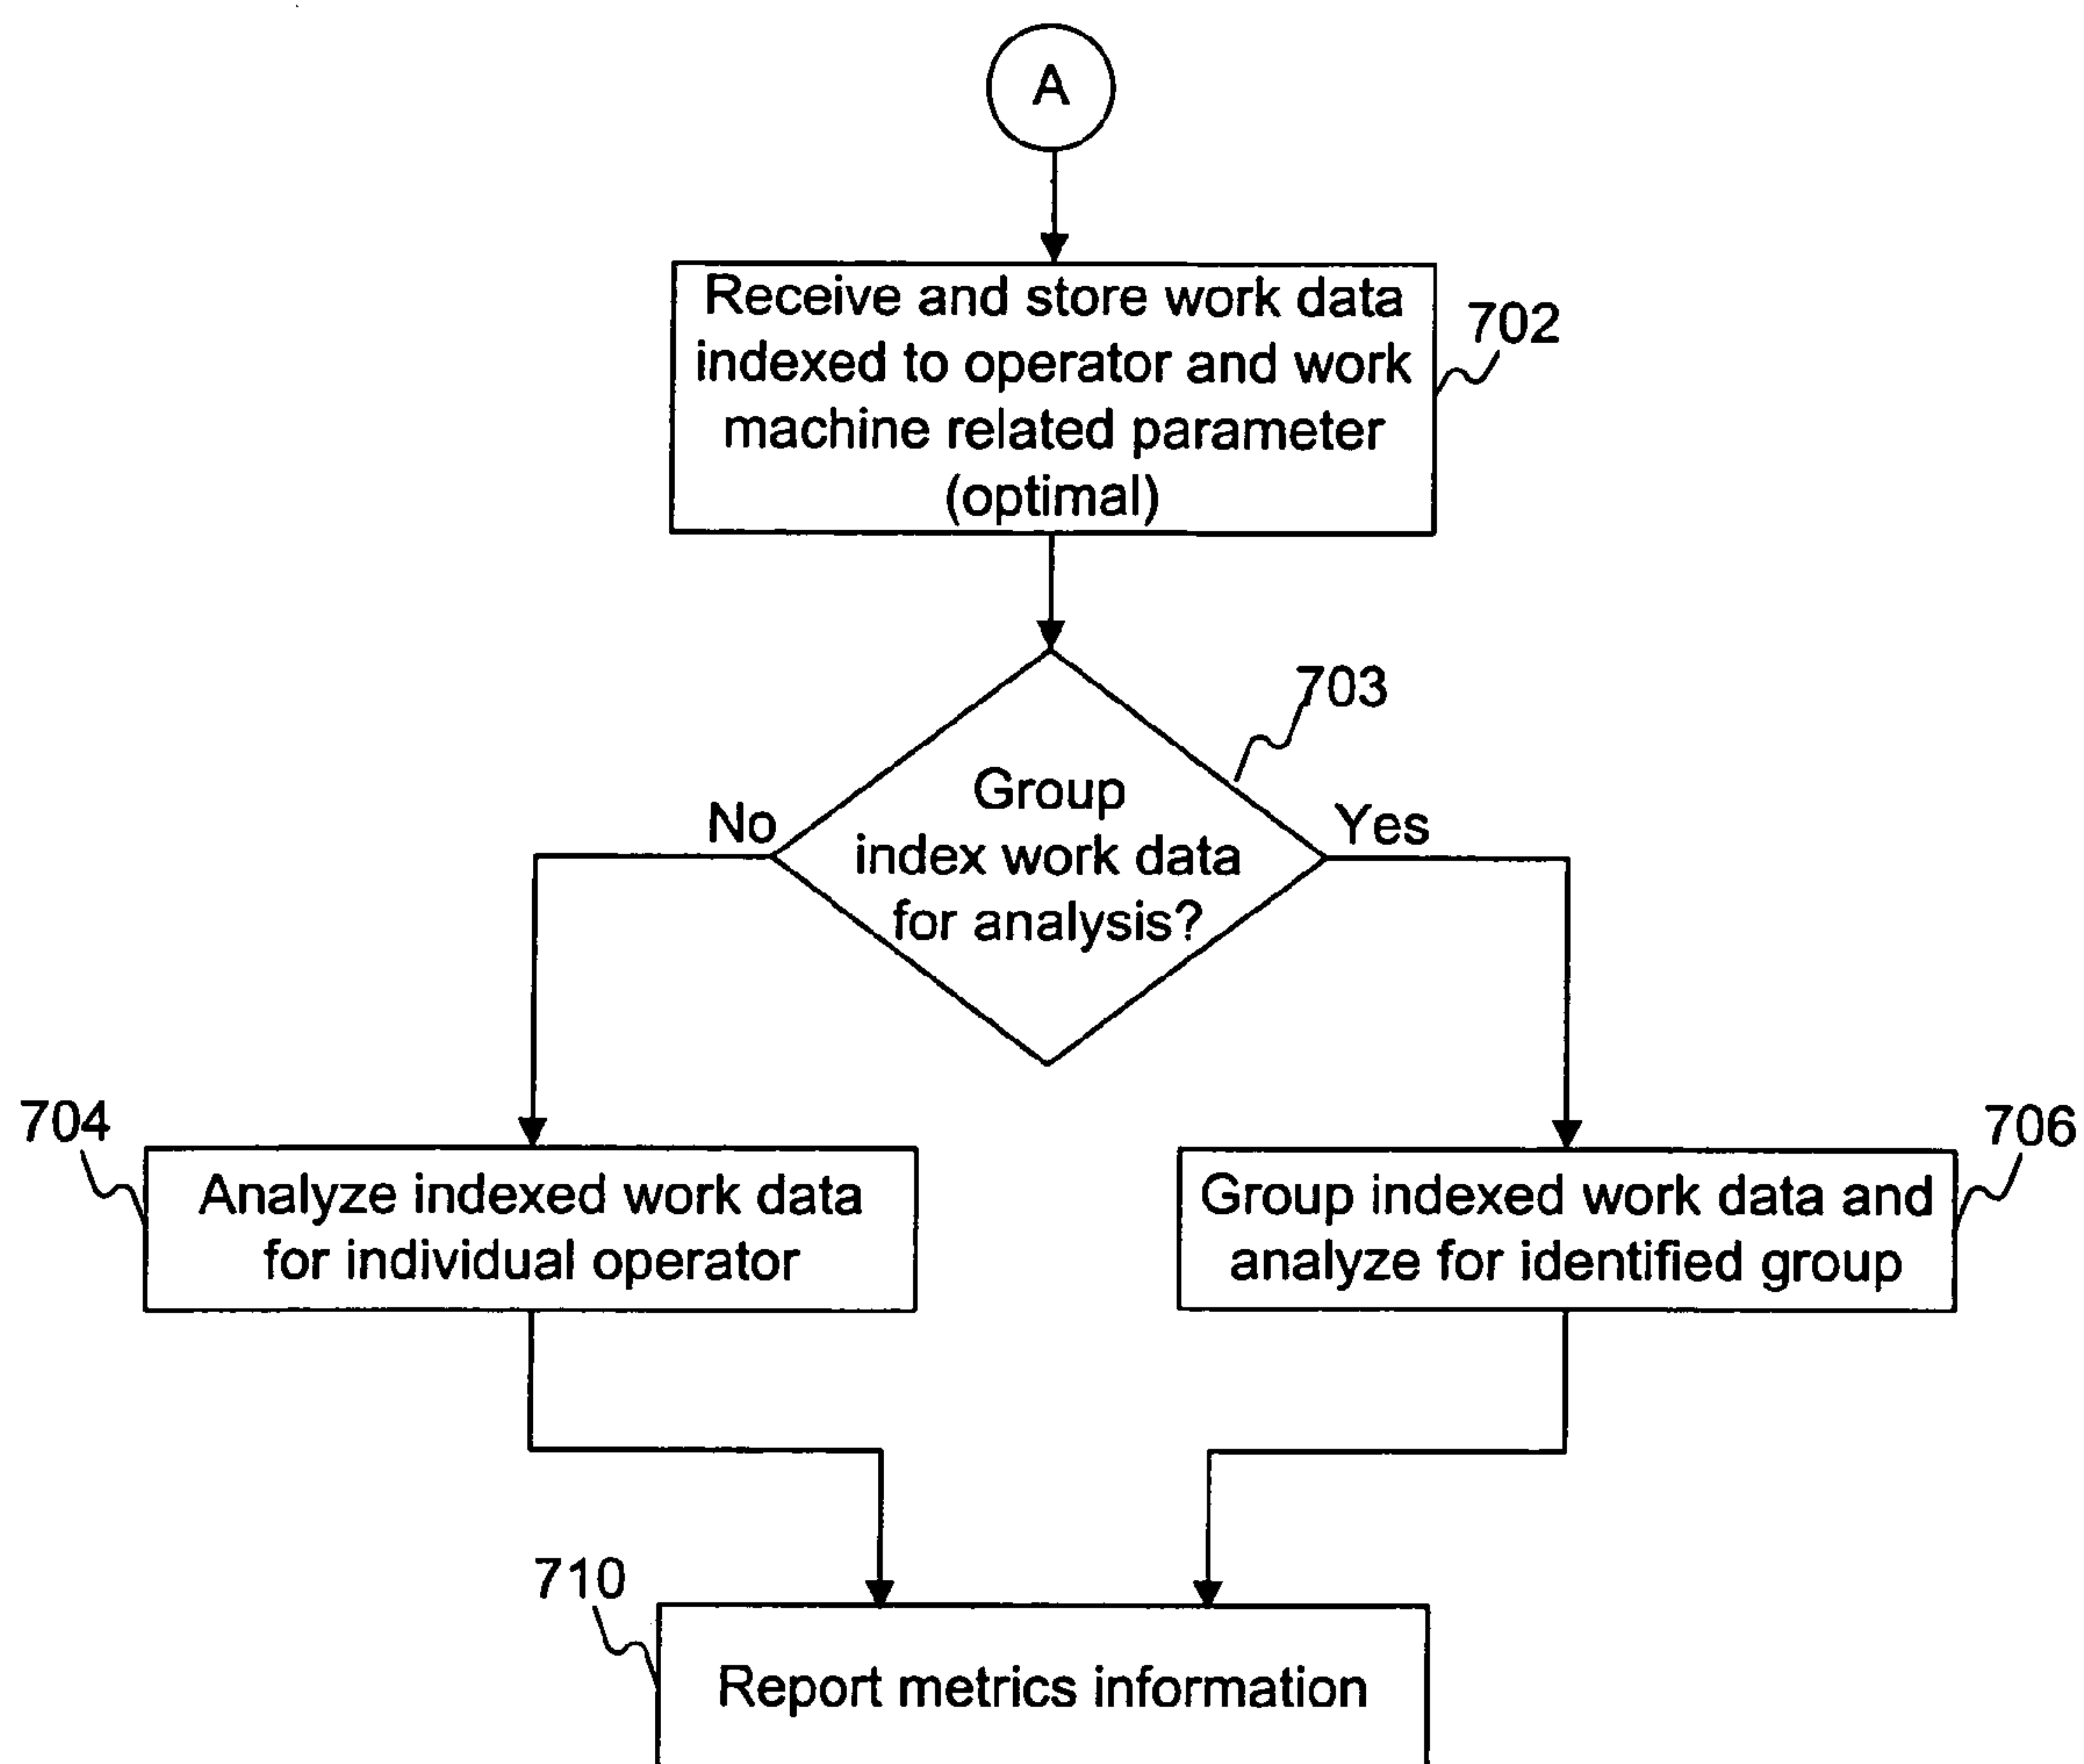 A
Receive and store work data
indexed to operator and work
machine related parameter
(optimal)
702
703
Group
index work data
for analysis?
No
Yes
704
Analyze indexed work data
for individual operator
706
Group indexed work data and
analyze for identified group
710
Report metrics information